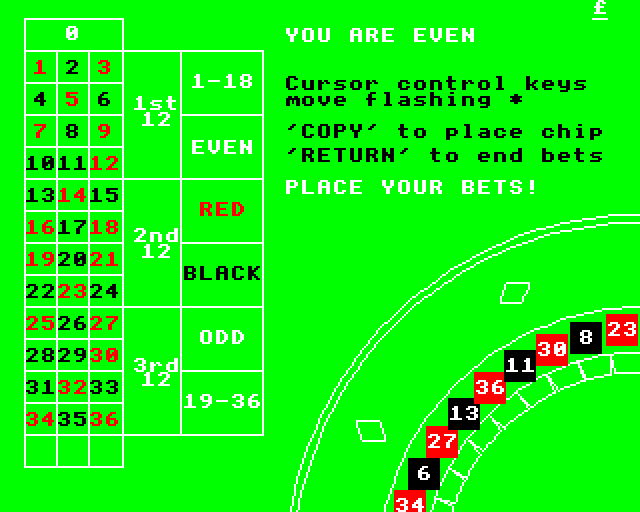 £
YOU ARE EVEN
Cursor control keys
move flashing *
'COPY' to place chip
'RETURN' to end bets
PLACE YOUR BETS!
0
1 2 3
4 5 6
7 8 9
10 11 12
13 14 15
16 17 18
19 20 21
22 23 24
25 26 27
28 29 30
31 32 33
34 35 36
1st
12
2nd
12
3rd
12
1-18
EVEN
RED
BLACK
ODD
19-36
34
6
27
13
36
11
30
8
23